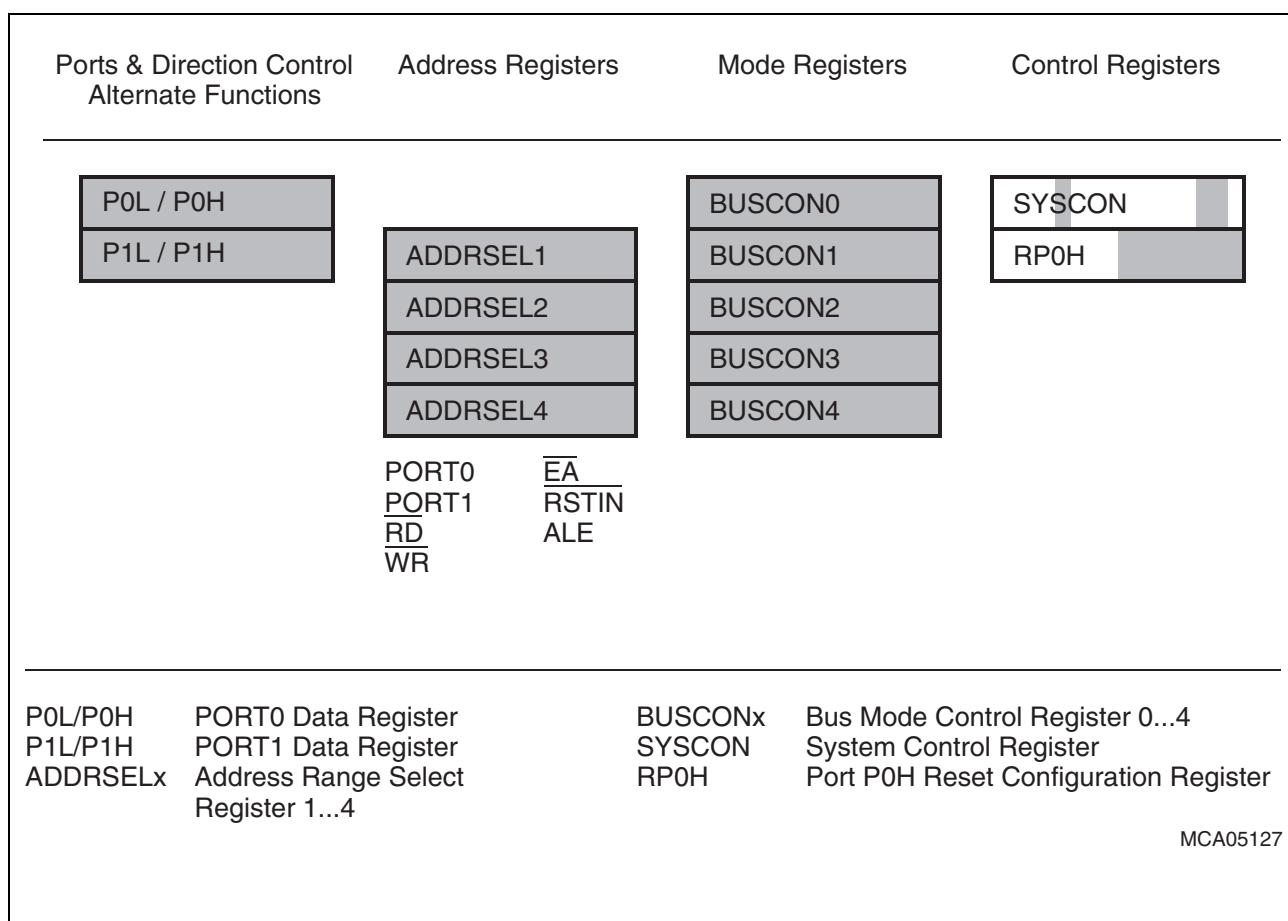 Ports & Direction Control Alternate Functions
Address Registers
Mode Registers
Control Registers
P0L / P0H
P1L / P1H
ADDRSEL1
ADDRSEL2
ADDRSEL3
ADDRSEL4
BUSCON0
BUSCON1
BUSCON2
BUSCON3
BUSCON4
SYSCON
RP0H
PORT0 EA
PORT1 RSTIN
RD ALE
WR
P0L/P0H PORT0 Data Register
P1L/P1H PORT1 Data Register
ADDRSELx Address Range Select
Register 1...4
BUSCONx Bus Mode Control Register 0...4
SYSCON System Control Register
RP0H Port P0H Reset Configuration Register
MCA05127